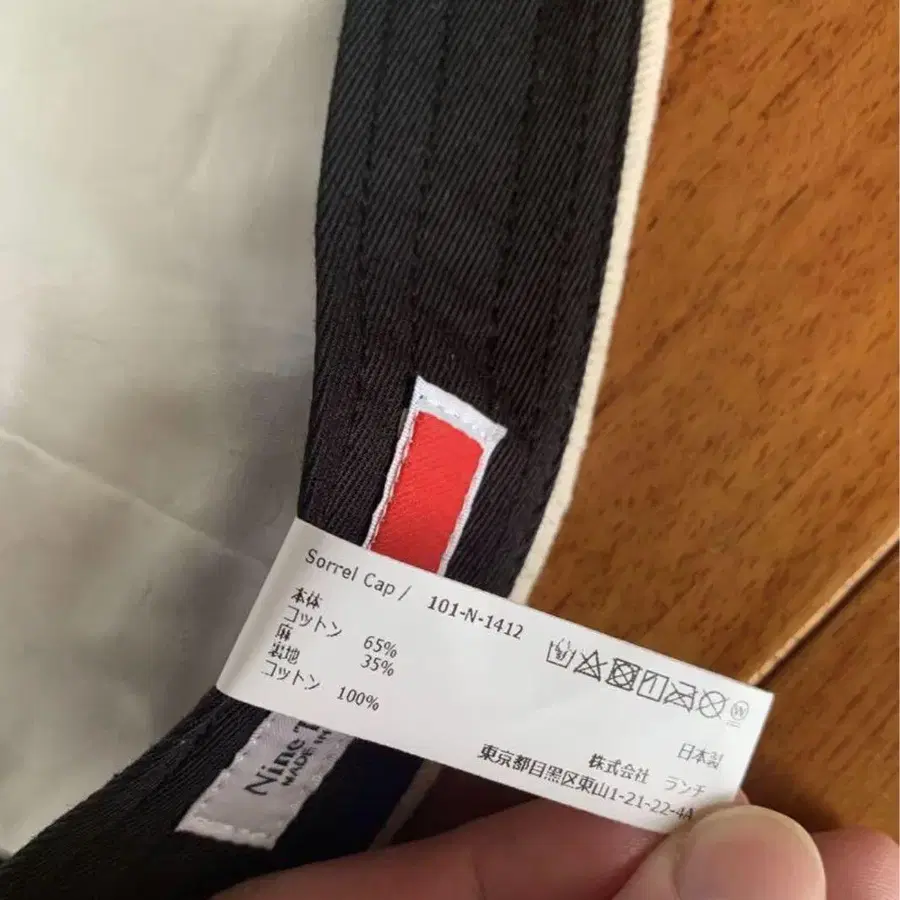 Sorrel Cap / 101-N-1412
本体
コットン 65%
麻 35%
裏地
コットン 100%
日本製
株式会社 ランチ
東京都目黒区東山1-21-22-4A
Nine
MADE IN
W